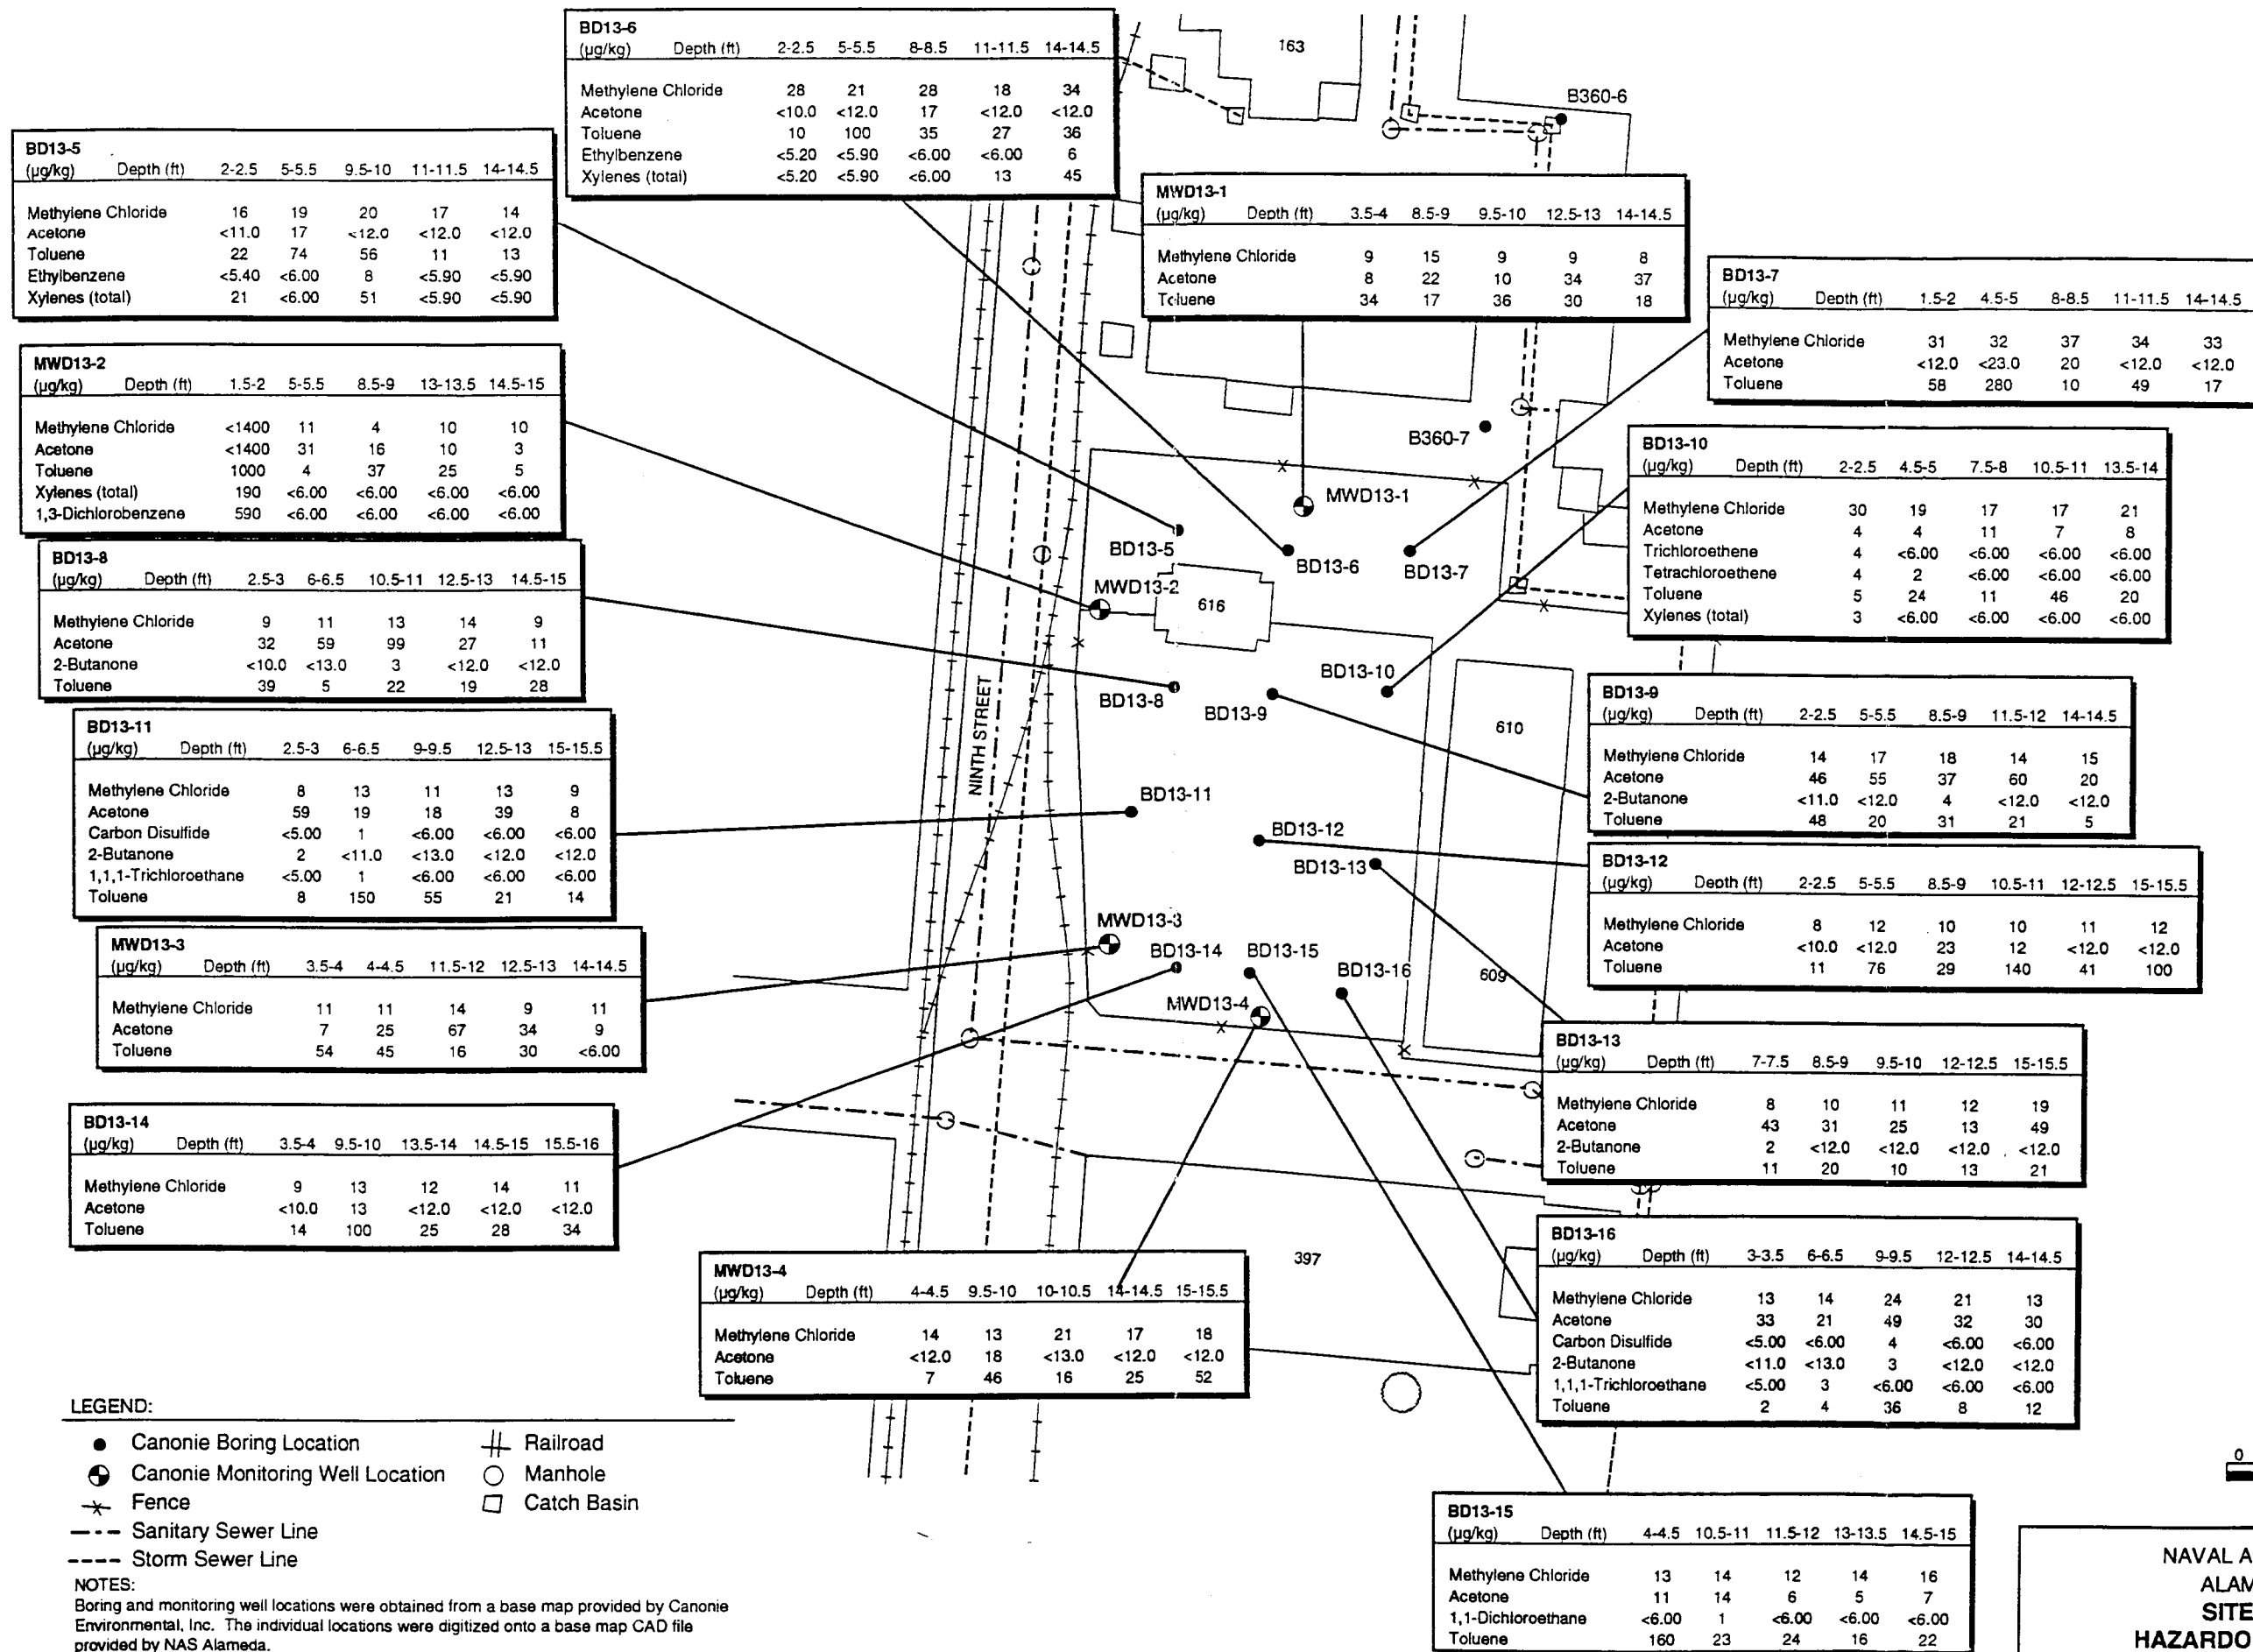 BD13-6
(µg/kg) Depth (ft) 2-2.5 5-5.5 8-8.5 11-11.5 14-14.5
Methylene Chloride 28 21 28 18 34
Acetone <10.0 <12.0 17 <12.0 <12.0
Toluene 10 100 35 27 36
Ethylbenzene <5.20 <5.90 <6.00 <6.00 6
Xylenes (total) <5.20 <5.90 <6.00 13 45
163
B360-6
BD13-5
(µg/kg) Depth (ft) 2-2.5 5-5.5 9.5-10 11-11.5 14-14.5
Methylene Chloride 16 19 20 17 14
Acetone <11.0 17 <12.0 <12.0 <12.0
Toluene 22 74 56 11 13
Ethylbenzene <5.40 <6.00 8 <5.90 <5.90
Xylenes (total) 21 <6.00 51 <5.90 <5.90
MWD13-1
(µg/kg) Depth (ft) 3.5-4 8.5-9 9.5-10 12.5-13 14-14.5
Methylene Chloride 9 15 9 9 8
Acetone 8 22 10 34 37
Toluene 34 17 36 30 18
BD13-7
(µg/kg) Depth (ft) 1.5-2 4.5-5 8-8.5 11-11.5 14-14.5
Methylene Chloride 31 32 37 34 33
Acetone <12.0 <23.0 20 <12.0 <12.0
Toluene 58 280 10 49 17
MWD13-2
(µg/kg) Depth (ft) 1.5-2 5-5.5 8.5-9 13-13.5 14.5-15
Methylene Chloride <1400 11 4 10 10
Acetone <1400 31 16 10 3
Toluene 1000 4 37 25 5
Xylenes (total) 190 <6.00 <6.00 <6.00 <6.00
1,3-Dichlorobenzene 590 <6.00 <6.00 <6.00 <6.00
B360-7
BD13-10
(µg/kg) Depth (ft) 2-2.5 4.5-5 7.5-8 10.5-11 13.5-14
Methylene Chloride 30 19 17 17 21
Acetone 4 4 11 7 8
Trichloroethene 4 <6.00 <6.00 <6.00 <6.00
Tetrachloroethene 4 2 <6.00 <6.00 <6.00
Toluene 5 24 11 46 20
Xylenes (total) 3 <6.00 <6.00 <6.00 <6.00
MWD13-1
BD13-5
BD13-6
BD13-7
MWD13-2
616
BD13-8
(µg/kg) Depth (ft) 2.5-3 6-6.5 10.5-11 12.5-13 14.5-15
Methylene Chloride 9 11 13 14 9
Acetone 32 59 99 27 11
2-Butanone <10.0 <13.0 3 <12.0 <12.0
Toluene 39 5 22 19 28
BD13-8
BD13-9
BD13-10
610
NINTH STREET
BD13-9
(µg/kg) Depth (ft) 2-2.5 5-5.5 8.5-9 11.5-12 14-14.5
Methylene Chloride 14 17 18 14 15
Acetone 46 55 37 60 20
2-Butanone <11.0 <12.0 4 <12.0 <12.0
Toluene 48 20 31 21 5
BD13-11
(µg/kg) Depth (ft) 2.5-3 6-6.5 9-9.5 12.5-13 15-15.5
Methylene Chloride 8 13 11 13 9
Acetone 59 19 18 39 8
Carbon Disulfide <5.00 1 <6.00 <6.00 <6.00
2-Butanone 2 <11.0 <13.0 <12.0 <12.0
1,1,1-Trichloroethane <5.00 1 <6.00 <6.00 <6.00
Toluene 8 150 55 21 14
BD13-11
BD13-12
BD13-13
BD13-12
(µg/kg) Depth (ft) 2-2.5 5-5.5 8.5-9 10.5-11 12-12.5 15-15.5
Methylene Chloride 8 12 10 10 11 12
Acetone <10.0 <12.0 23 12 <12.0 <12.0
Toluene 11 76 29 140 41 100
MWD13-3
(µg/kg) Depth (ft) 3.5-4 4-4.5 11.5-12 12.5-13 14-14.5
Methylene Chloride 11 11 14 9 11
Acetone 7 25 67 34 9
Toluene 54 45 16 30 <6.00
MWD13-3
BD13-14
BD13-15
BD13-16
609
MWD13-4
BD13-13
(µg/kg) Depth (ft) 7-7.5 8.5-9 9.5-10 12-12.5 15-15.5
Methylene Chloride 8 10 11 12 19
Acetone 43 31 25 13 49
2-Butanone 2 <12.0 <12.0 <12.0 <12.0
Toluene 11 20 10 13 21
BD13-14
(µg/kg) Depth (ft) 3.5-4 9.5-10 13.5-14 14.5-15 15.5-16
Methylene Chloride 9 13 12 14 11
Acetone <10.0 13 <12.0 <12.0 <12.0
Toluene 14 100 25 28 34
MWD13-4
(µg/kg) Depth (ft) 4-4.5 9.5-10 10-10.5 14-14.5 15-15.5
Methylene Chloride 14 13 21 17 18
Acetone <12.0 18 <13.0 <12.0 <12.0
Toluene 7 46 16 25 52
397
BD13-16
(µg/kg) Depth (ft) 3-3.5 6-6.5 9-9.5 12-12.5 14-14.5
Methylene Chloride 13 14 24 21 13
Acetone 33 21 49 32 30
Carbon Disulfide <5.00 <6.00 4 <6.00 <6.00
2-Butanone <11.0 <13.0 3 <12.0 <12.0
1,1,1-Trichloroethane <5.00 3 <6.00 <6.00 <6.00
Toluene 2 4 36 8 12
LEGEND:
Canonie Boring Location
Canonie Monitoring Well Location
Fence
Sanitary Sewer Line
Storm Sewer Line
Railroad
Manhole
Catch Basin
NOTES:
Boring and monitoring well locations were obtained from a base map provided by Canonie
Environmental, Inc. The individual locations were digitized onto a base map CAD file
provided by NAS Alameda.
BD13-15
(µg/kg) Depth (ft) 4-4.5 10.5-11 11.5-12 13-13.5 14.5-15
Methylene Chloride 13 14 12 14 16
Acetone 11 14 6 5 7
1,1-Dichloroethane <6.00 1 <6.00 <6.00 <6.00
Toluene 160 23 24 16 22
0
NAVAL A
ALAM
SITE
HAZARDO